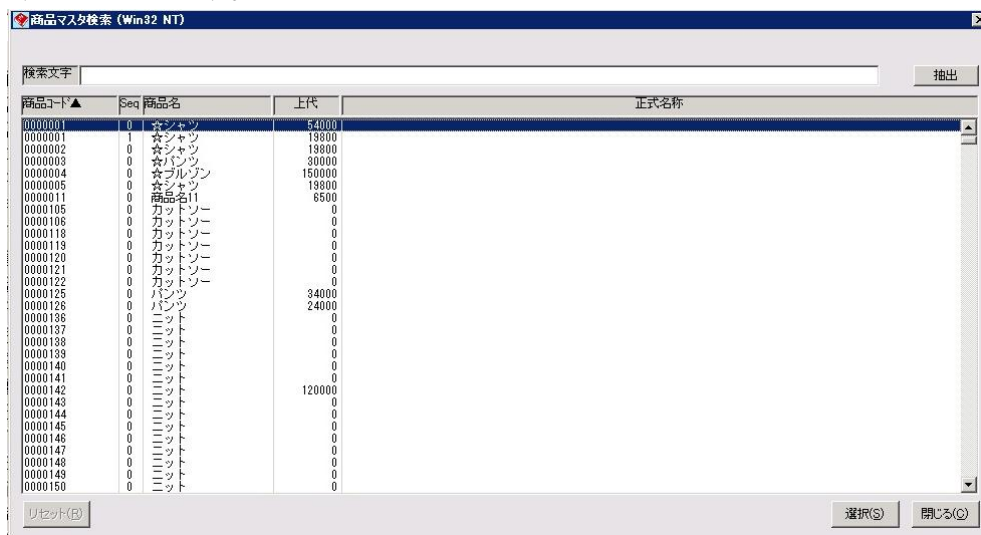 商品マスタ検索 (Win32 NT)
検索文字
抽出
商品コード▲ Seq 商品名 上代 正式名称
0000001 0 ☆シャツ 54000
0000001 1 ☆シャツ 19800
0000002 0 ☆シャツ 19800
0000003 0 ☆パンツ 30000
0000004 0 ☆ブルゾン 150000
0000005 0 ☆シャツ 19800
0000011 0 商品名11 6500
0000105 0 カットソー 0
0000106 0 カットソー 0
0000118 0 カットソー 0
0000119 0 カットソー 0
0000120 0 カットソー 0
0000121 0 カットソー 0
0000122 0 カットソー 0
0000125 0 パンツ 34000
0000126 0 パンツ 24000
0000136 0 ニット 0
0000137 0 ニット 0
0000138 0 ニット 0
0000139 0 ニット 0
0000140 0 ニット 0
0000141 0 ニット 0
0000142 0 ニット 120000
0000143 0 ニット 0
0000144 0 ニット 0
0000145 0 ニット 0
0000146 0 ニット 0
0000147 0 ニット 0
0000148 0 ニット 0
0000149 0 ニット 0
0000150 0 ニット 0
リセット(R) 選択(S) 閉じる(C)